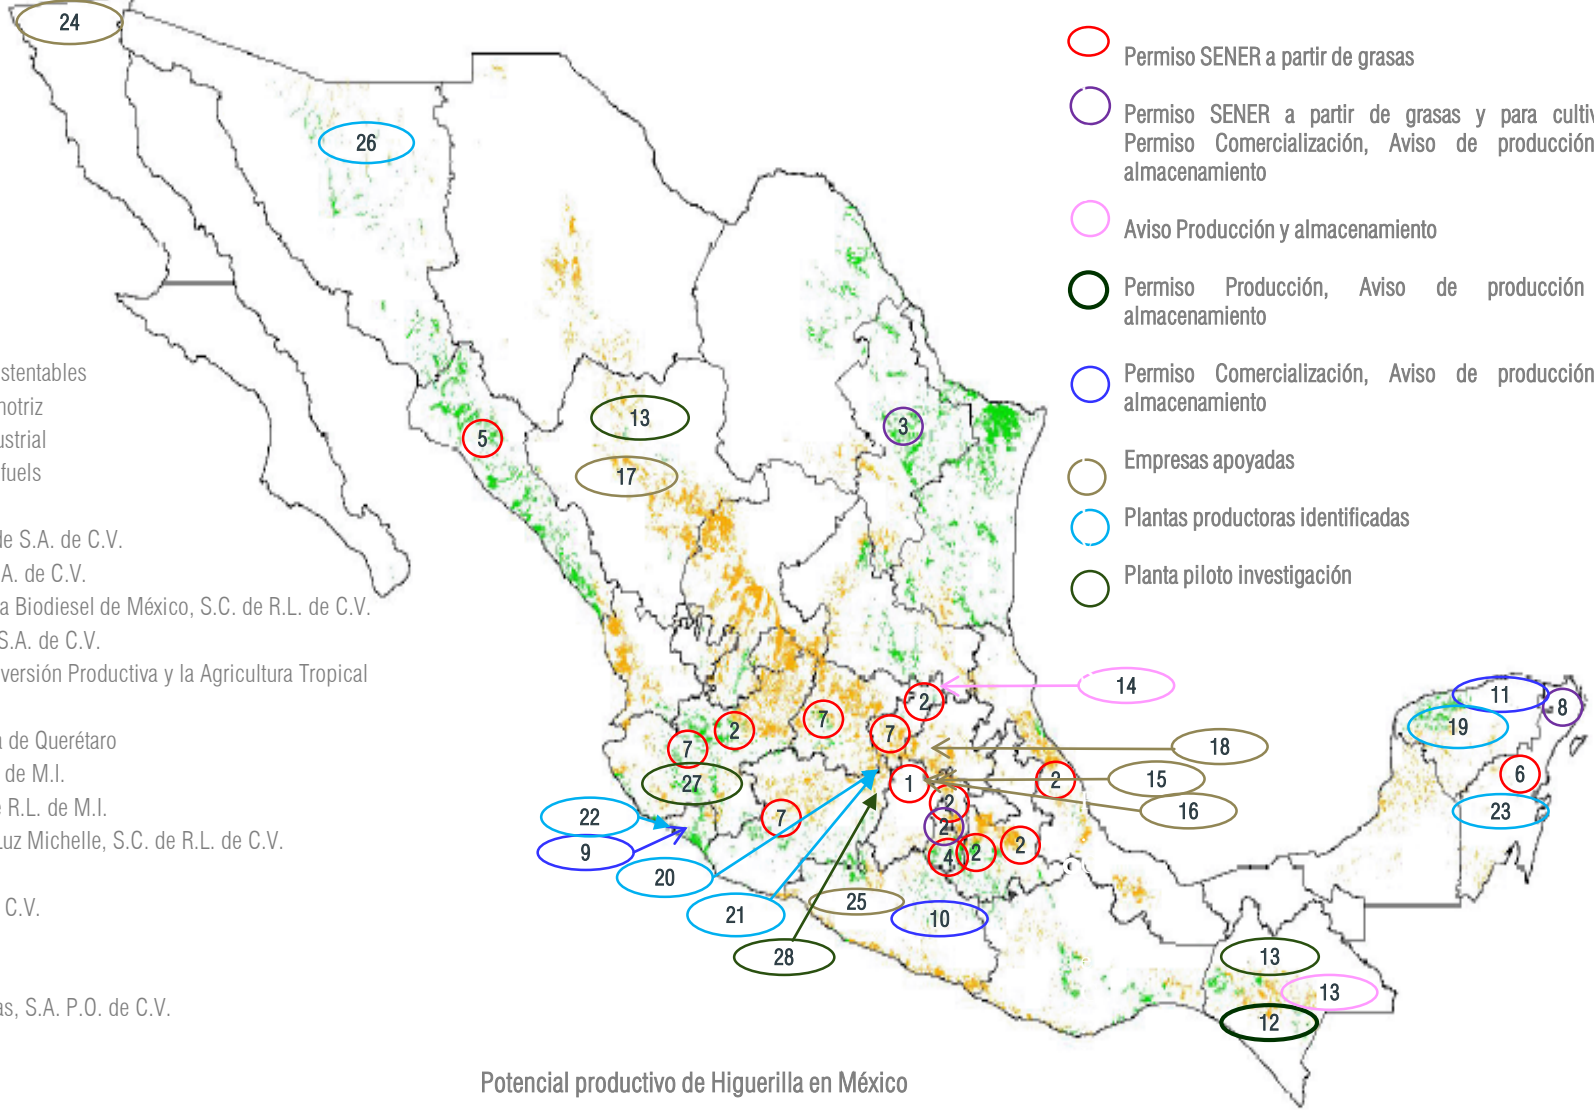 24
26
Permiso SENER a partir de grasas
Permiso SENER a partir de grasas y para cultiv
Permiso Comercialización, Aviso de producción
almacenamiento
Aviso Producción y almacenamiento
Permiso Producción, Aviso de producción
almacenamiento
Permiso Comercialización, Aviso de producción
almacenamiento
Empresas apoyadas
Plantas productoras identificadas
Planta piloto investigación
stentables
notriz
ustrial
fuels
de S.A. de C.V.
A. de C.V.
a Biodiesel de México, S.C. de R.L. de C.V.
S.A. de C.V.
versión Productiva y la Agricultura Tropical
a de Querétaro
de M.I.
e R.L. de M.I.
Luz Michelle, S.C. de R.L. de C.V.
C.V.
as, S.A. P.O. de C.V.
13
3
5
17
14
2
11
8
7
2
7
19
7
18
27
1
2
15
6
2
16
23
22
7
2
9
4
2
2
20
25
21
10
28
13
13
12
Potencial productivo de Higuerilla en México